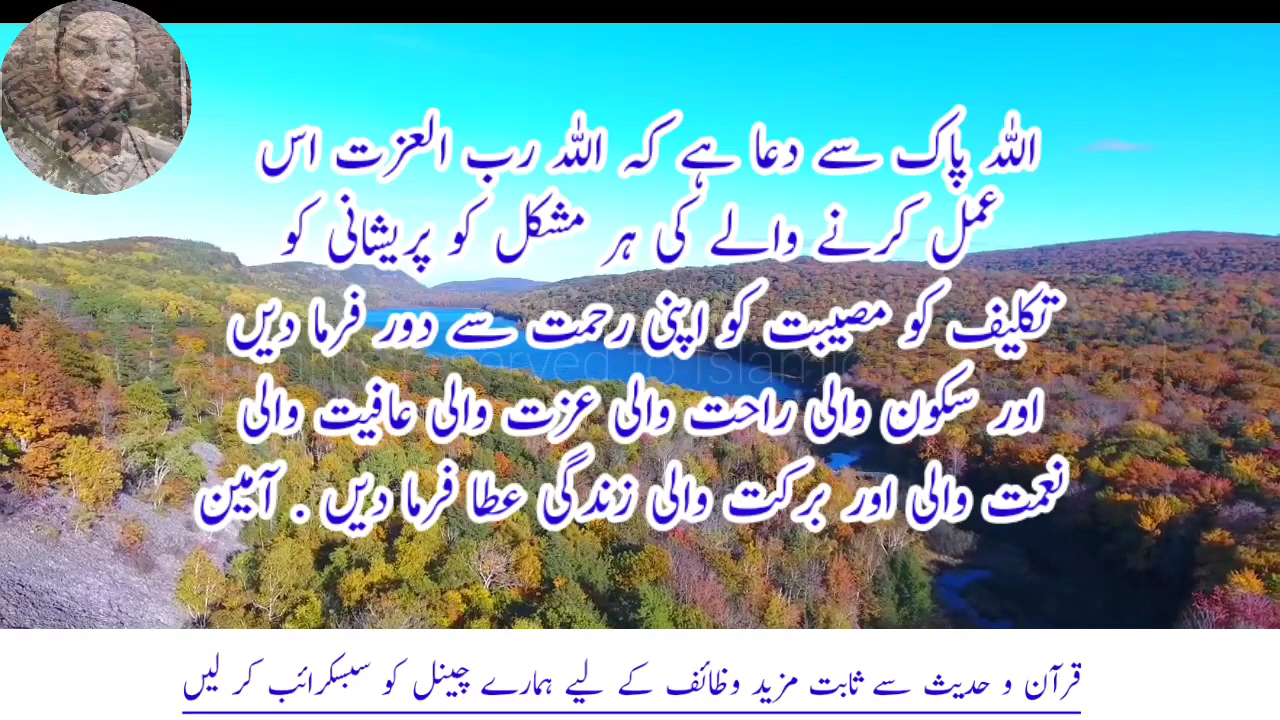 اللہ پاک سے دعا ہے کہ اللہ رب العزت اس
عمل کرنے والے کی ہر مشکل کو پریشانی کو
تکلیف کو مصیبت کو اپنی رحمت سے دور فرما دیں
اور سکون والی راحت والی عزت والی عافیت والی
نعمت والی اور برکت والی زندگی عطا فرما دیں . آمین
قرآن و حدیث سے ثابت مزید وظائف کے لیے ہمارے چینل کو سبسکرائب کر لیں